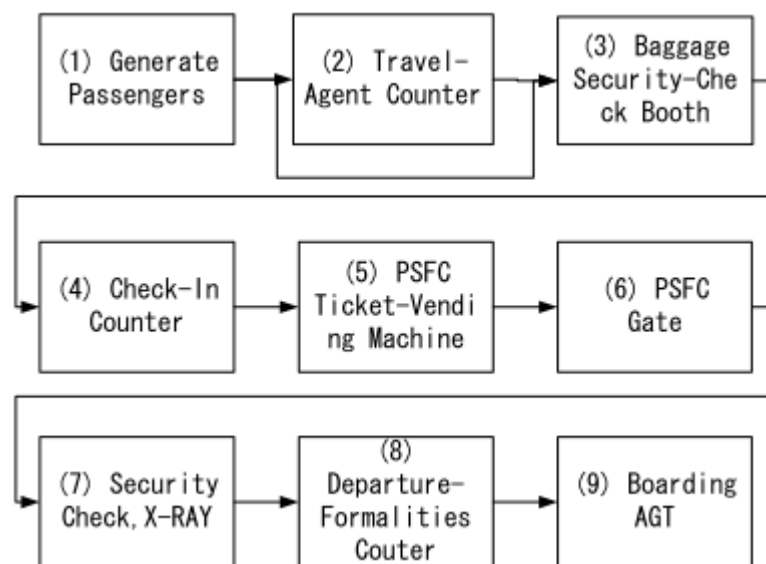 (1) Generate
Passengers
(2) Travel-
Agent Counter
(3) Baggage
Security-Che
ck Booth
(4) Check-In
Counter
(5) PSFC
Ticket-Vendi
ng Machine
(6) PSFC
Gate
(7) Security
Check,X-RAY
(8)
Departure-
Formalities
Couter
(9) Boarding
AGT